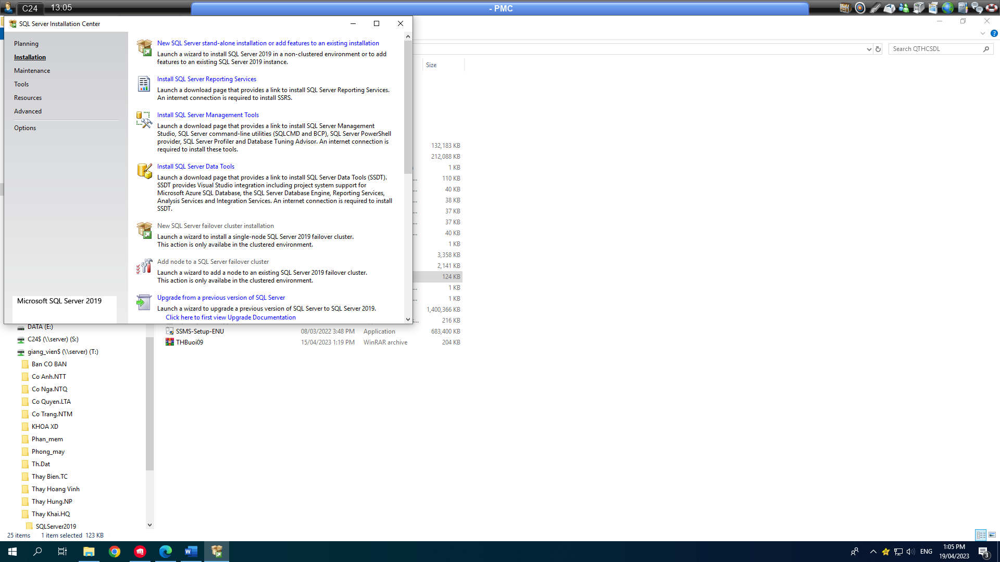 C24
13:05
- PMC
SQL Server Installation Center
Planning
Installation
Maintenance
Tools
Resources
Advanced
Options
Microsoft SQL Server 2019
New SQL Server stand-alone installation or add features to an existing installation
Launch a wizard to install SQL Server 2019 in a non-clustered environment or to add
features to an existing SQL Server 2019 instance.
Install SQL Server Reporting Services
Launch a download page that provides a link to install SQL Server Reporting Services.
An internet connection is required to install SSRS.
Install SQL Server Management Tools
Launch a download page that provides a link to install SQL Server Management
Studio, SQL Server command-line utilities (SQLCMD and BCP), SQL Server PowerShell
provider, SQL Server Profiler and Database Tuning Advisor. An internet connection is
required to install these tools.
Install SQL Server Data Tools
Launch a download page that provides a link to install SQL Server Data Tools (SSDT).
SSDT provides Visual Studio integration including project system support for
Microsoft Azure SQL Database, the SQL Server Database Engine, Reporting Services,
Analysis Services and Integration Services. An internet connection is required to install
SSDT.
New SQL Server failover cluster installation
Launch a wizard to install a single-node SQL Server 2019 failover cluster.
This action is only availabe in the clustered environment.
Add node to a SQL Server failover cluster
Launch a wizard to add a node to an existing SQL Server 2019 failover cluster.
This action is only availabe in the clustered environment.
Upgrade from a previous version of SQL Server
Launch a wizard to upgrade a previous version of SQL Server to SQL Server 2019.
Click here to first view Upgrade Documentation
Search QTHCSDL
Size
132,183 KB
212,088 KB
1 KB
... 110 KB
... 40 KB
... 38 KB
... 37 KB
... 37 KB
... 40 KB
1 KB
3,358 KB
2,141 KB
124 KB
... 1 KB
... 1 KB
1,400,366 KB
s... 216 KB
SSMS-Setup-ENU 08/03/2022 3:48 PM Application 683,400 KB
THBuoi09 15/04/2023 1:19 PM WinRAR archive 204 KB
DATA (E:)
C24$ (\\server) (S:)
giang_vien$ (\\server) (T:)
Ban CO BAN
Co Anh.NTT
Co Nga.NTQ
Co Quyen.LTA
Co Trang.NTM
KHOA XD
Phan_mem
Phong_may
Th.Dat
Thay Bien.TC
Thay Hoang Vinh
Thay Hung.NP
Thay Khai.HQ
SQLServer2019
25 items 1 item selected 123 KB
ENG
1:05 PM
19/04/2023
3